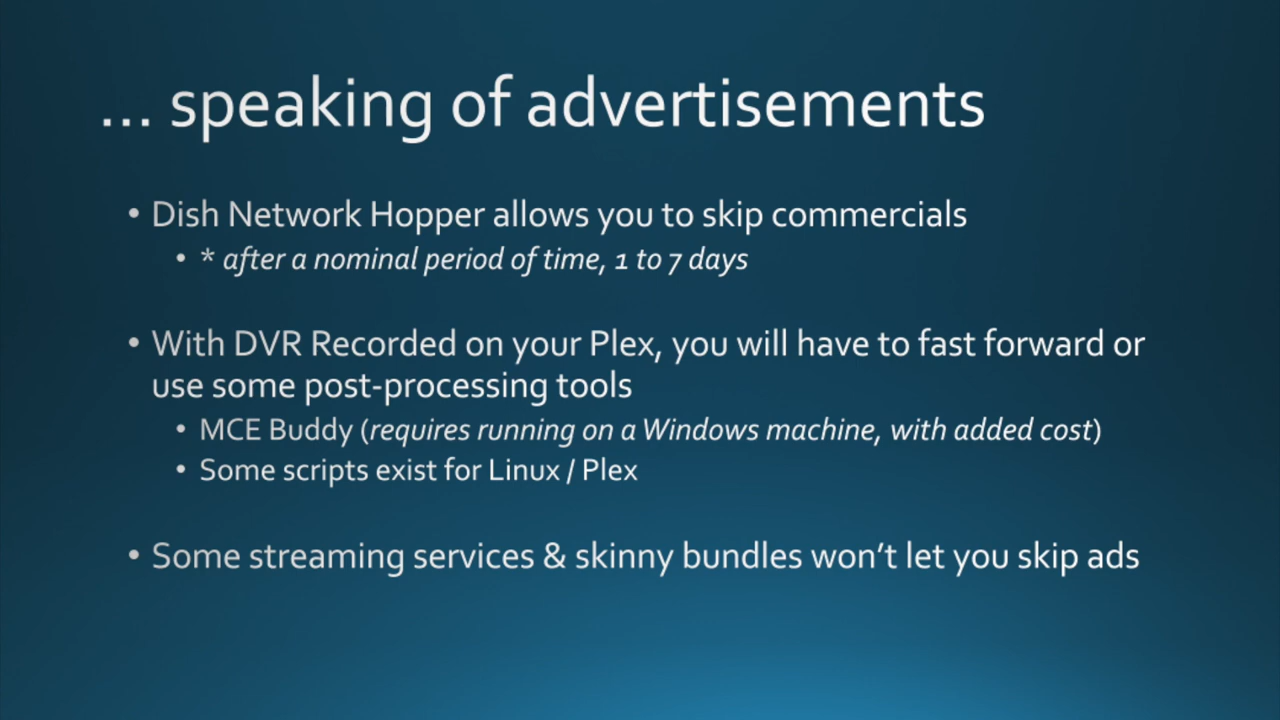 ... speaking of advertisements
• Dish Network Hopper allows you to skip commercials
• * after a nominal period of time, 1 to 7 days
• With DVR Recorded on your Plex, you will have to fast forward or
use some post-processing tools
• MCE Buddy (requires running on a Windows machine, with added cost)
• Some scripts exist for Linux / Plex
• Some streaming services & skinny bundles won’t let you skip ads